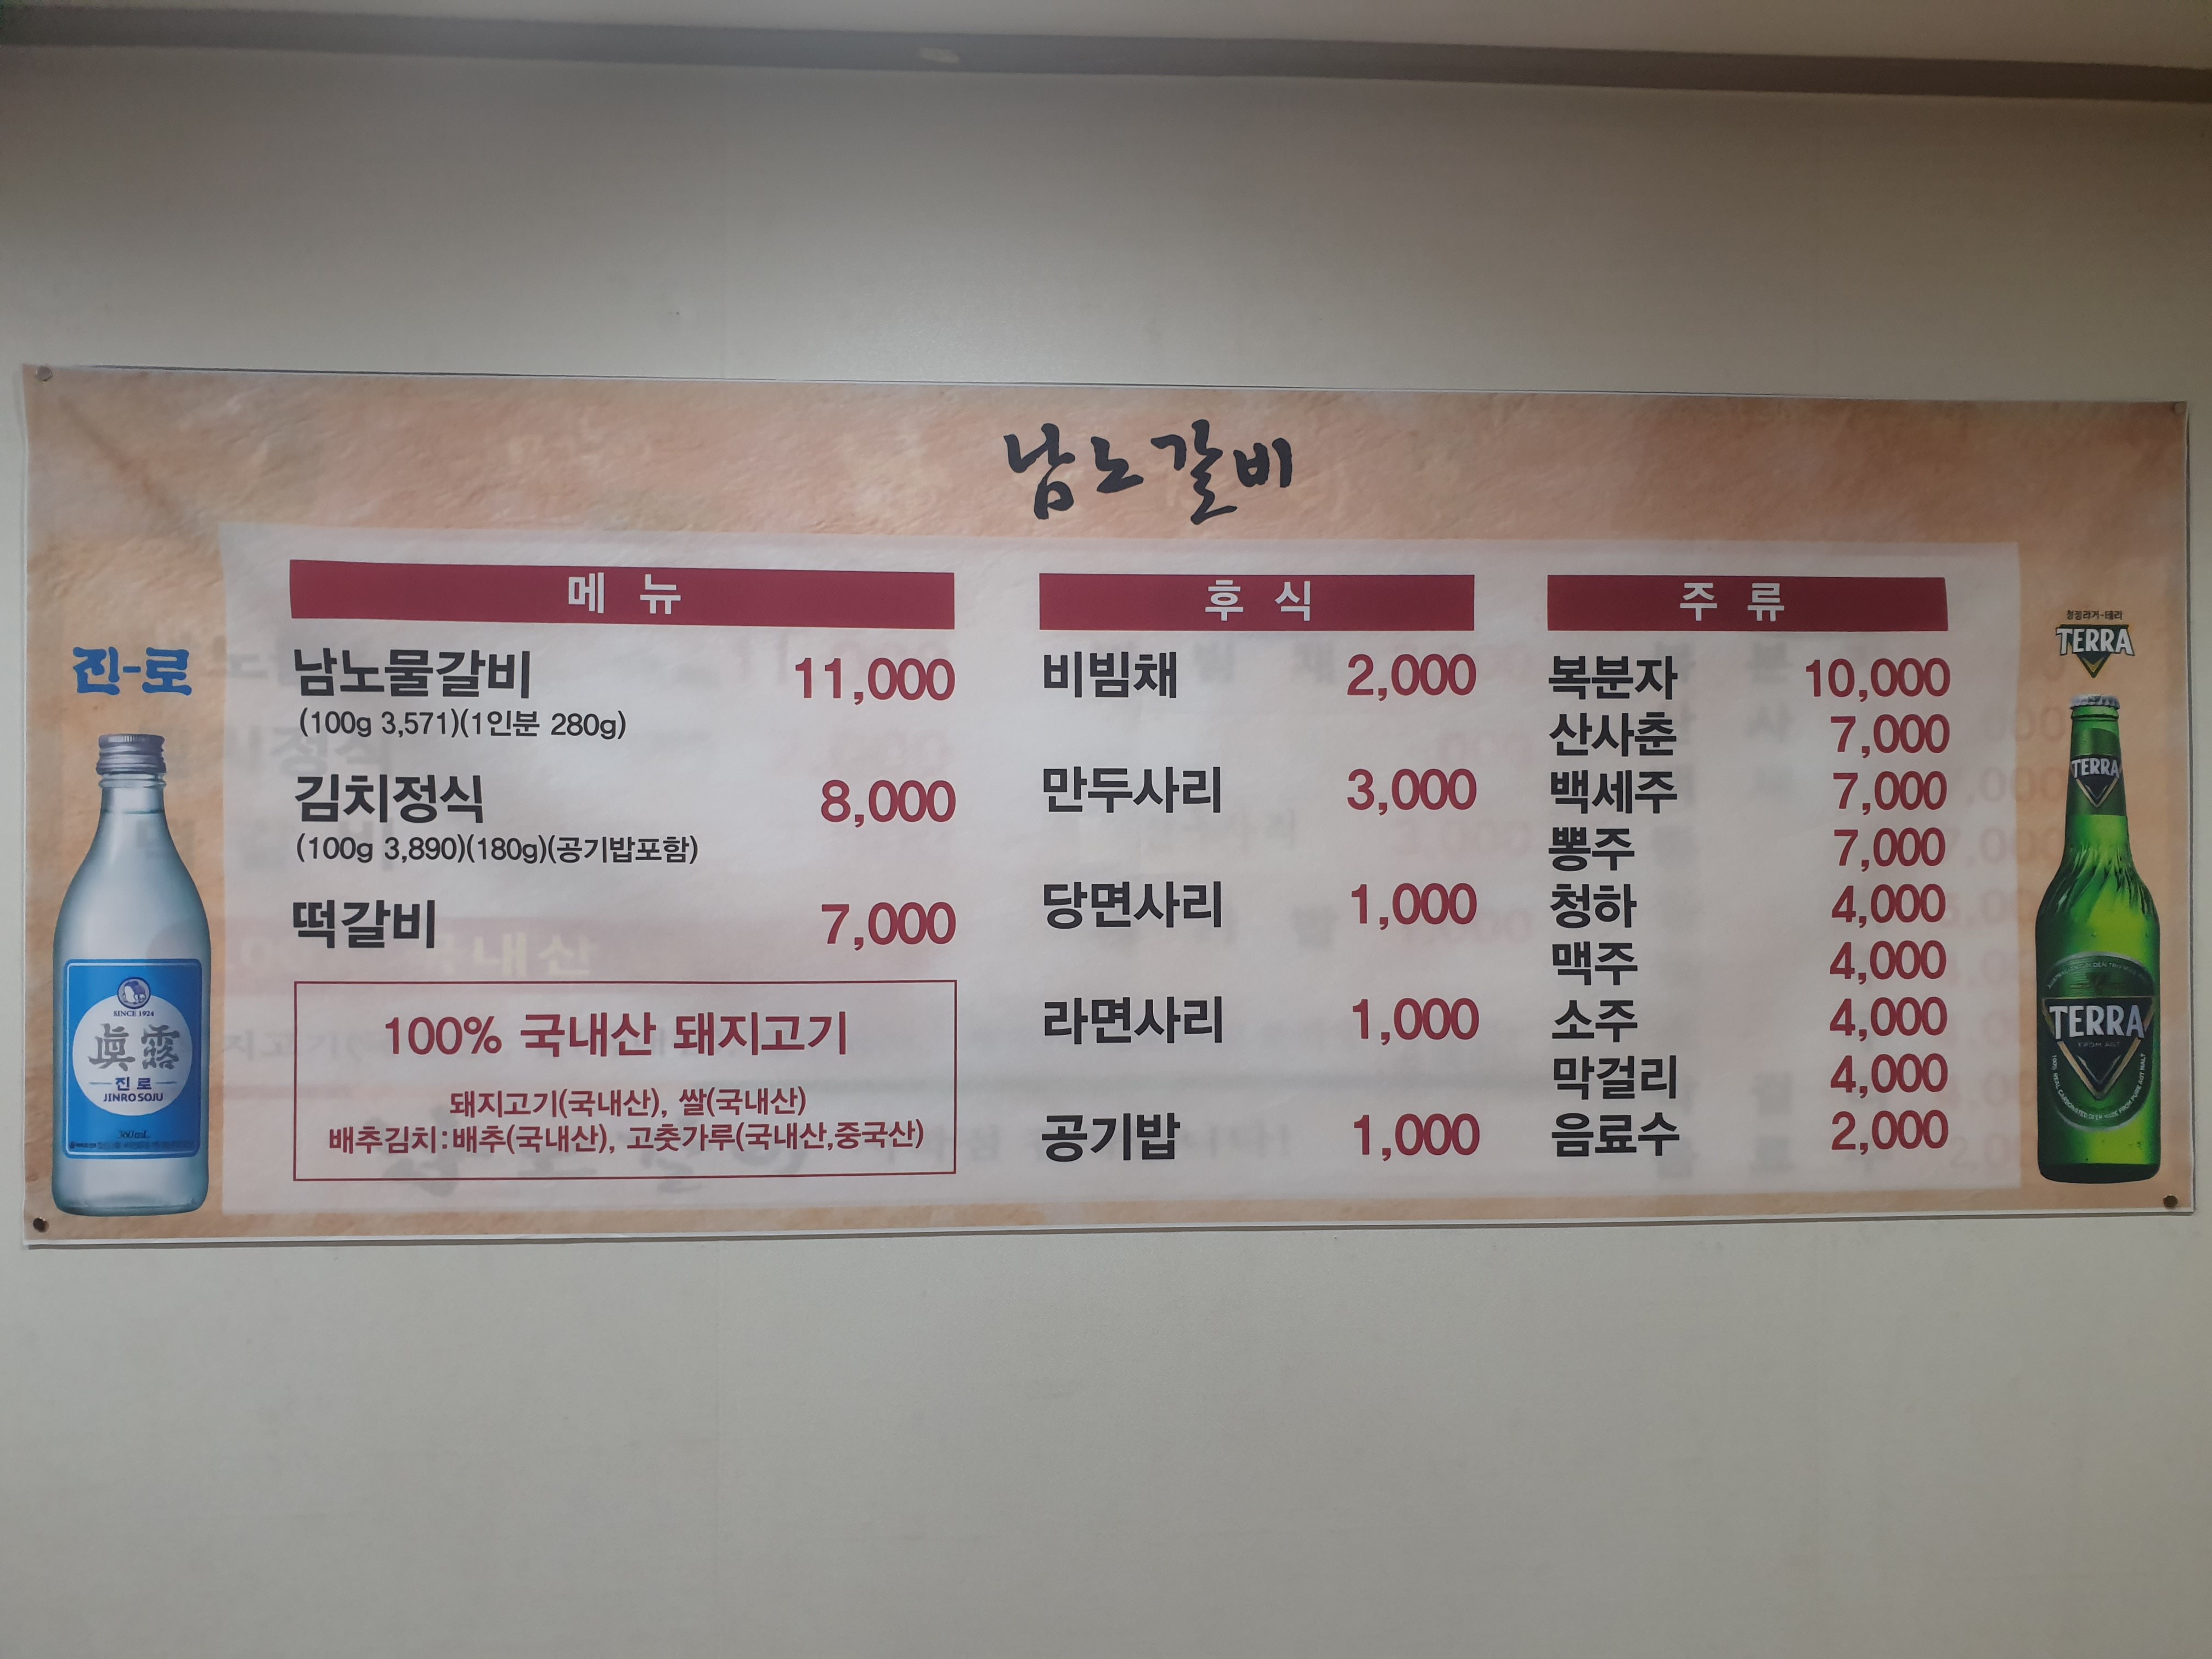 남노갈비
메 뉴
남노물갈비 11,000
(100g 3,571)(1인분 280g)
김치정식 8,000
(100g 3,890)(180g)(공기밥포함)
떡갈비 7,000
100% 국내산 돼지고기
돼지고기(국내산), 쌀(국내산)
배추김치:배추(국내산), 고춧가루(국내산,중국산)
후 식
비빔채 2,000
만두사리 3,000
당면사리 1,000
라면사리 1,000
공기밥 1,000
주 류
복분자 10,000
산사춘 7,000
백세주 7,000
뽕주 7,000
청하 4,000
맥주 4,000
소주 4,000
막걸리 4,000
음료수 2,000
진-로
SINCE 1924
眞露
진로
JINRO SOJU
360mL
청정라거-테라
TERRA
TERRA
TERRA